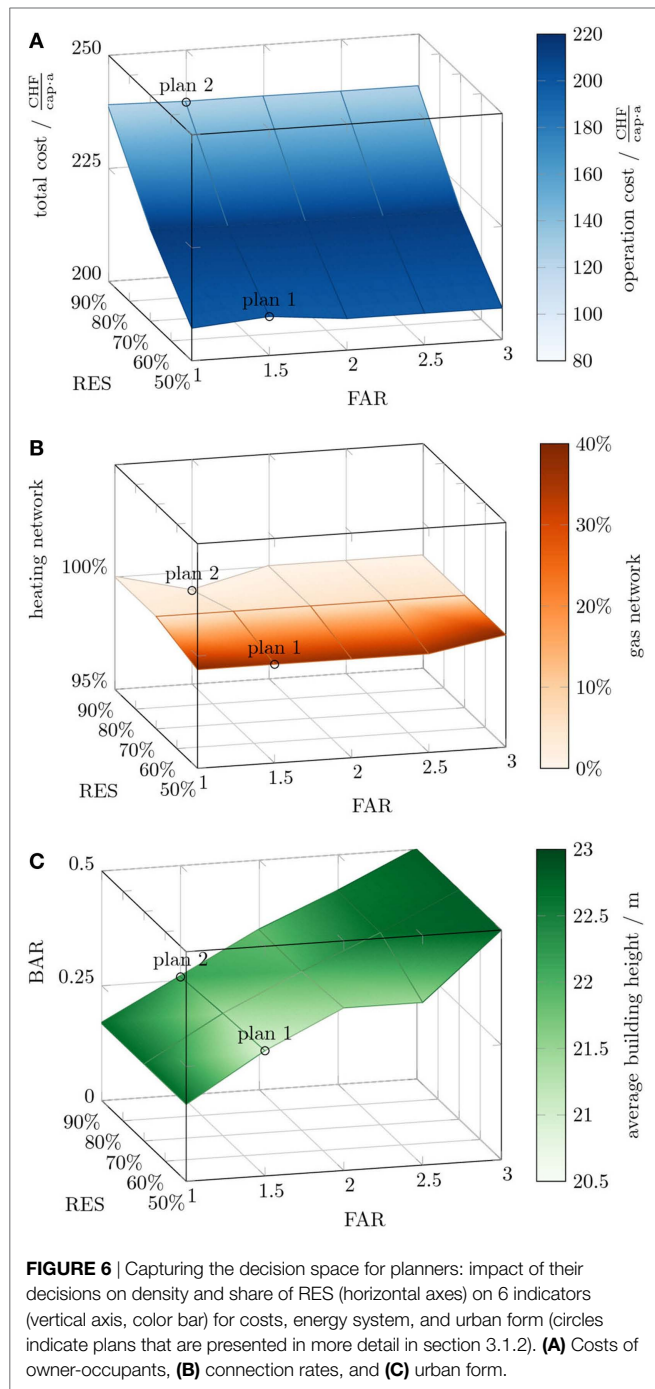 A
250
225
200
total cost / CHF/cap·a
plan 2
plan 1
90%
80%
70%
60%
50%
RES
1
1.5
2
2.5
3
FAR
220
200
180
160
140
120
100
80
operation cost / CHF/cap·a
B
100%
95%
heating network
plan 2
plan 1
90%
80%
70%
60%
50%
RES
1
1.5
2
2.5
3
FAR
40%
30%
20%
10%
0%
gas network
C
0.5
0.25
0
BAR
plan 2
plan 1
90%
80%
70%
60%
50%
RES
1
1.5
2
2.5
3
FAR
23
22.5
22
21.5
21
20.5
average building height / m
FIGURE 6 | Capturing the decision space for planners: impact of their
decisions on density and share of RES (horizontal axes) on 6 indicators
(vertical axis, color bar) for costs, energy system, and urban form (circles
indicate plans that are presented in more detail in section 3.1.2). (A) Costs of
owner-occupants, (B) connection rates, and (C) urban form.